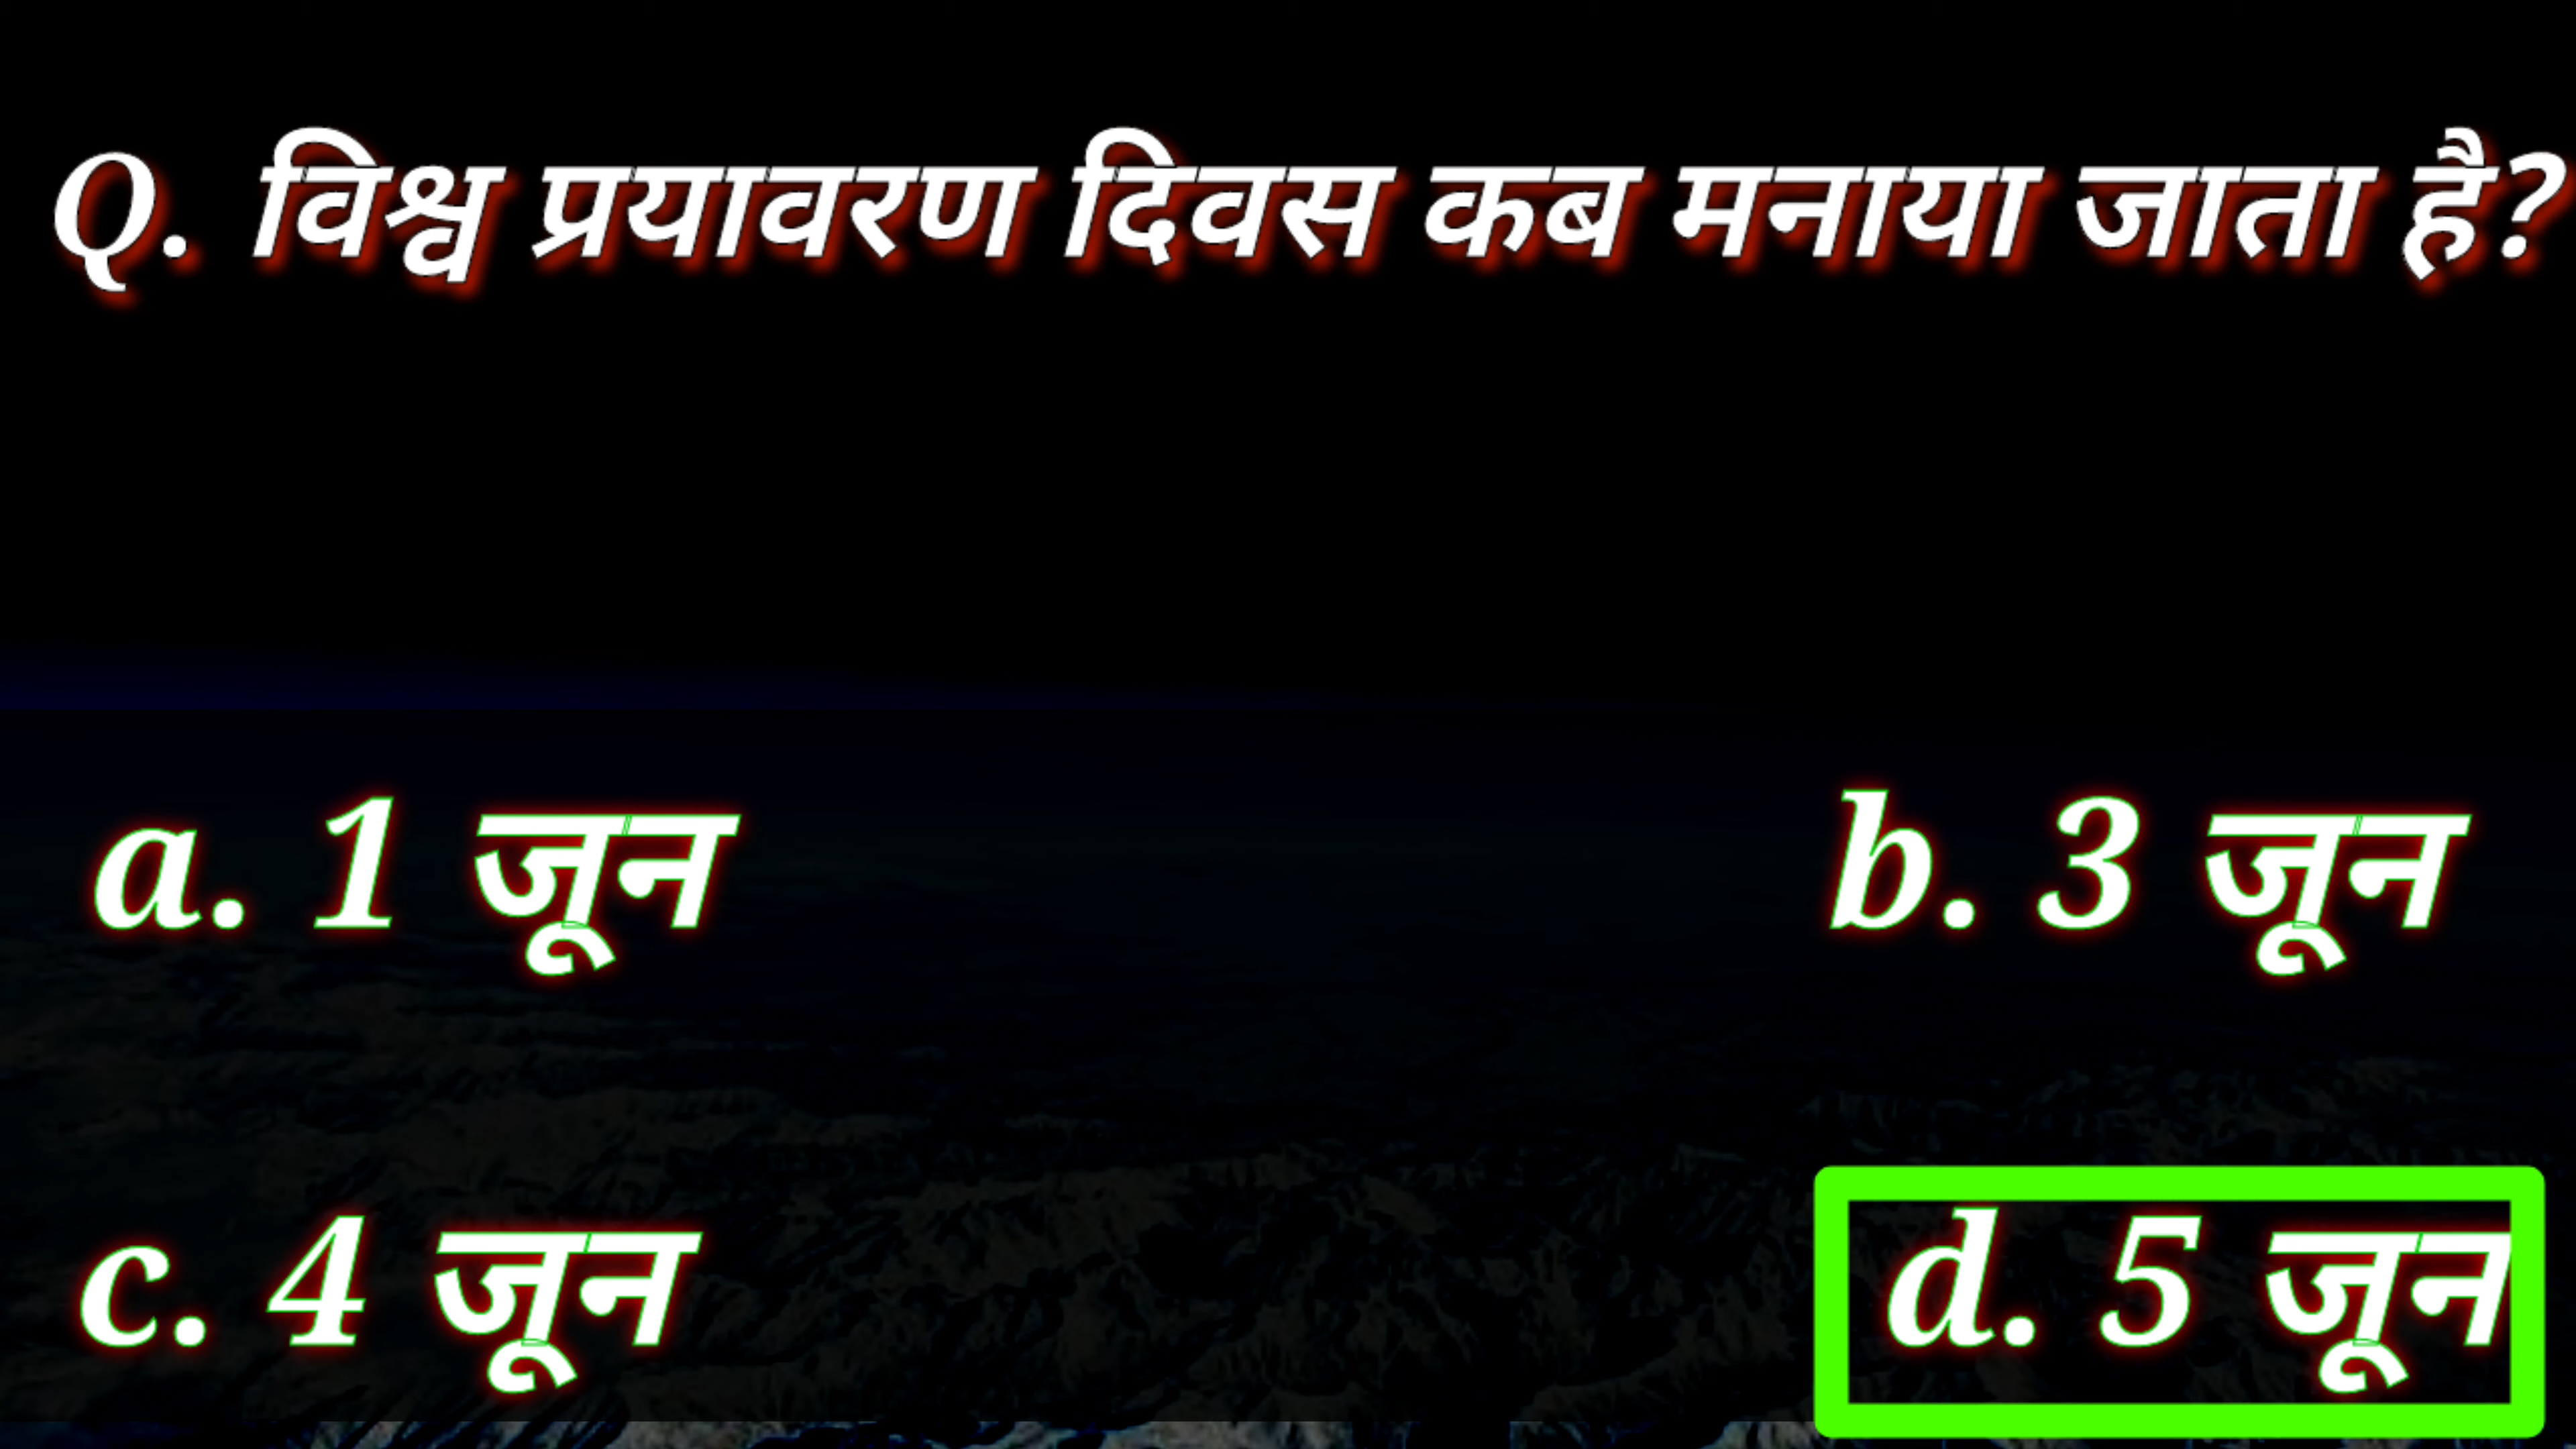 Q. विश्व प्रयावरण दिवस कब मनाया जाता है?
a. 1 जून
b. 3 जून
c. 4 जून
d. 5 जून